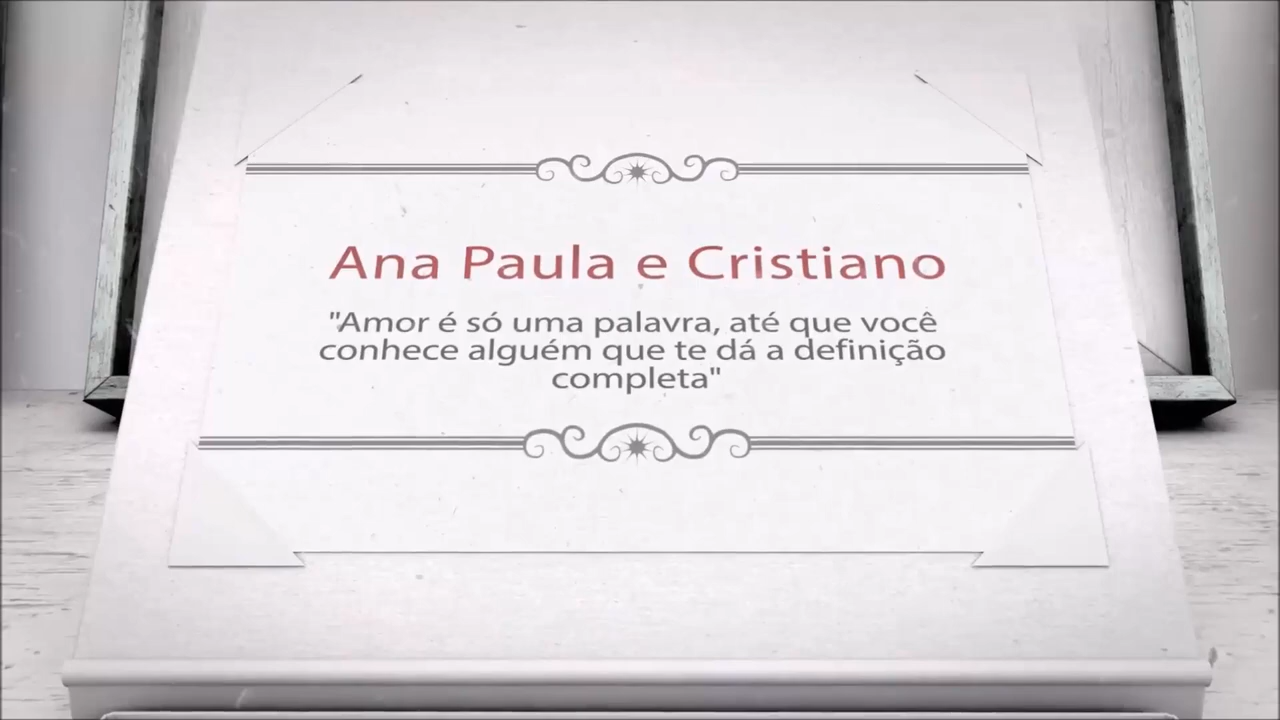 Ana Paula e Cristiano
"Amor é só uma palavra, até que você
conhece alguém que te dá a definição
completa"